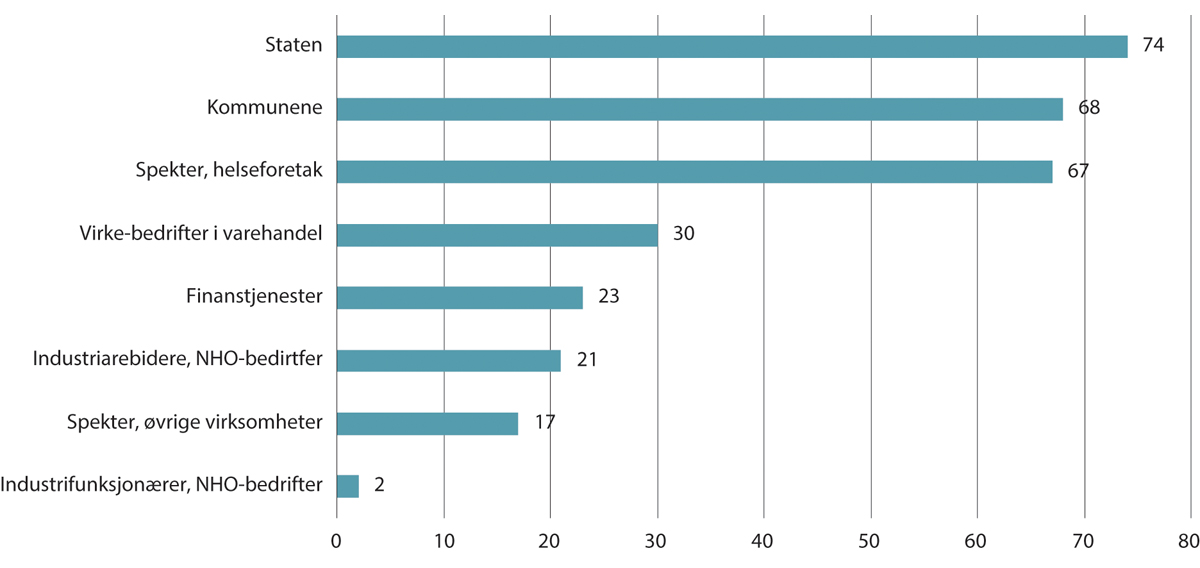 Staten 74
Kommunene 68
Spekter, helseforetak 67
Virke-bedrifter i varehandel 30
Finanstjenester 23
Industriarebidere, NHO-bedirtfer 21
Spekter, øvrige virksomheter 17
Industrifunksjonærer, NHO-bedrifter 2
0 10 20 30 40 50 60 70 80